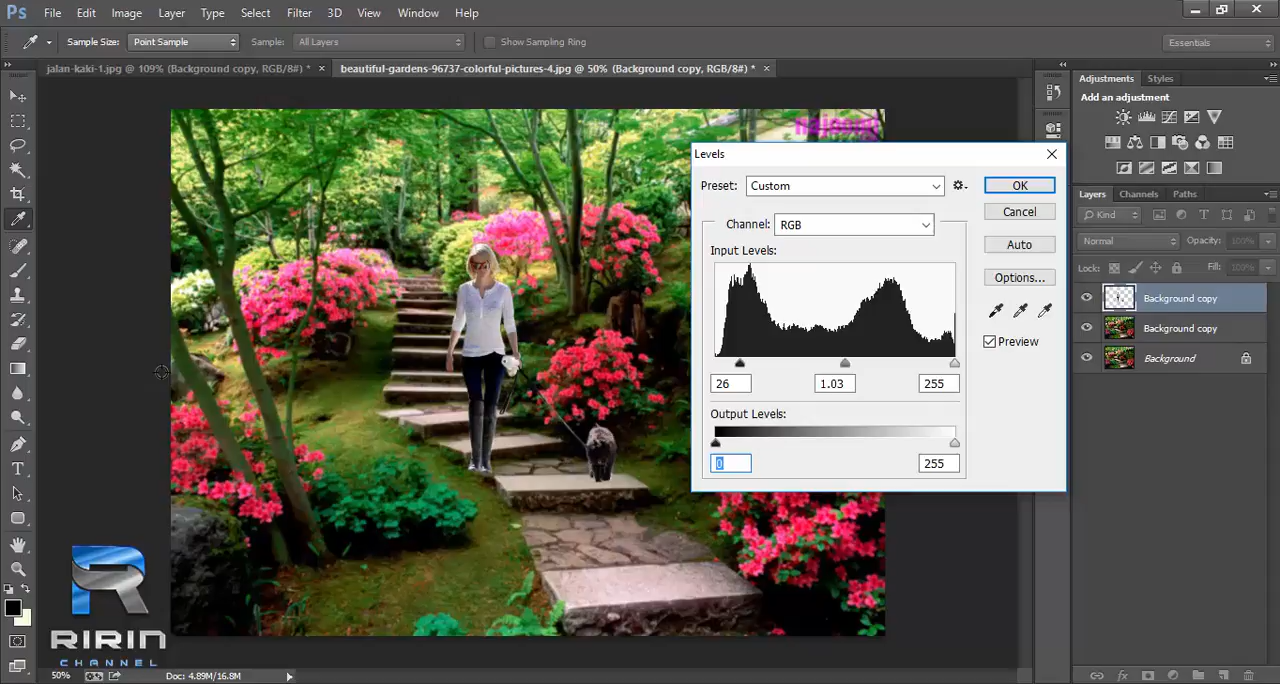 Ps File Edit Image Layer Type Select Filter 3D View Window Help
Sample Size: Point Sample Sample: All Layers Show Sampling Ring Essentials
jalan-kaki-1.jpg @ 109% (Background copy, RGB/8#) * × beautiful-gardens-96737-colorful-pictures-4.jpg @ 50% (Background copy, RGB/8#) * ×
Adjustments Styles
Add an adjustment
Levels
Preset: Custom
OK
Channel: RGB
Cancel
Input Levels:
Auto
Options...
Preview
26 1.03 255
Output Levels:
0 255
Layers Channels Paths
Kind
Normal Opacity: 100%
Lock: Fill: 100%
Background copy
Background copy
Background
R
RIRIN
CHANNEL
50% Doc: 4.89M/16.8M